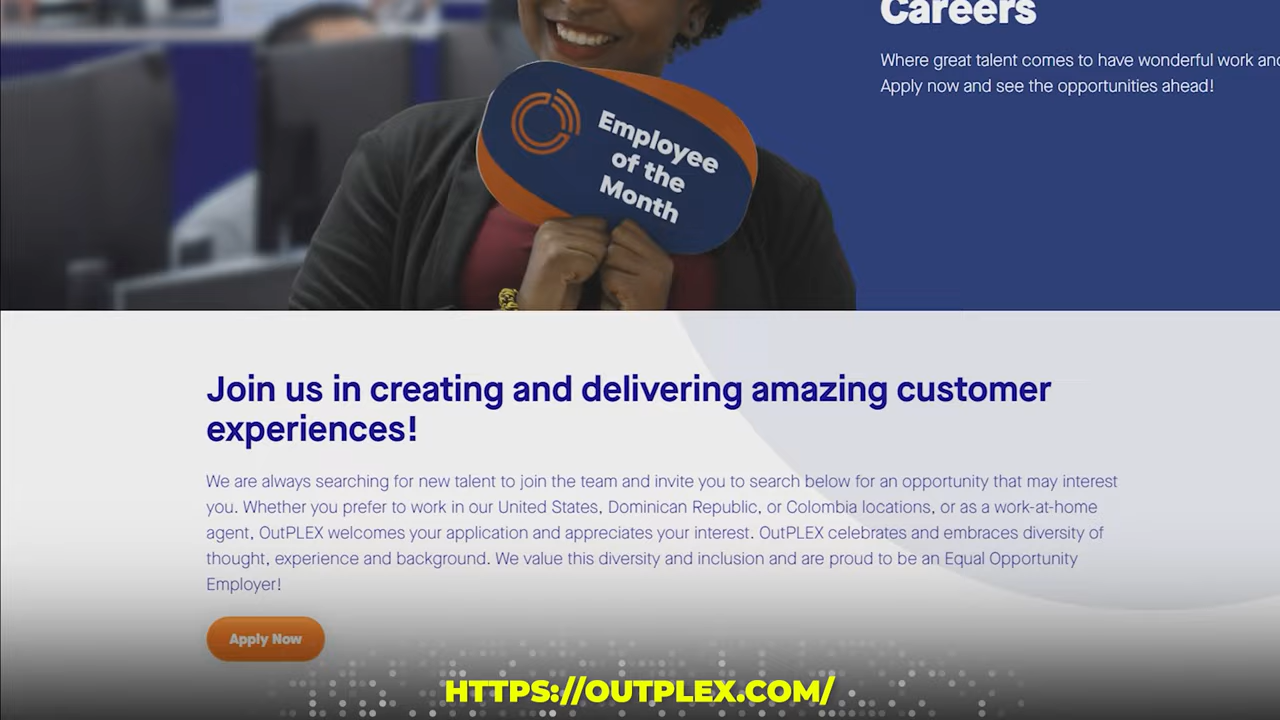 Careers
Where great talent comes to have wonderful work and
Apply now and see the opportunities ahead!
Employee
of the
Month
Join us in creating and delivering amazing customer
experiences!
We are always searching for new talent to join the team and invite you to search below for an opportunity that may interest
you. Whether you prefer to work in our United States, Dominican Republic, or Colombia locations, or as a work-at-home
agent, OutPLEX welcomes your application and appreciates your interest. OutPLEX celebrates and embraces diversity of
thought, experience and background. We value this diversity and inclusion and are proud to be an Equal Opportunity
Employer!
Apply Now
HTTPS://OUTPLEX.COM/